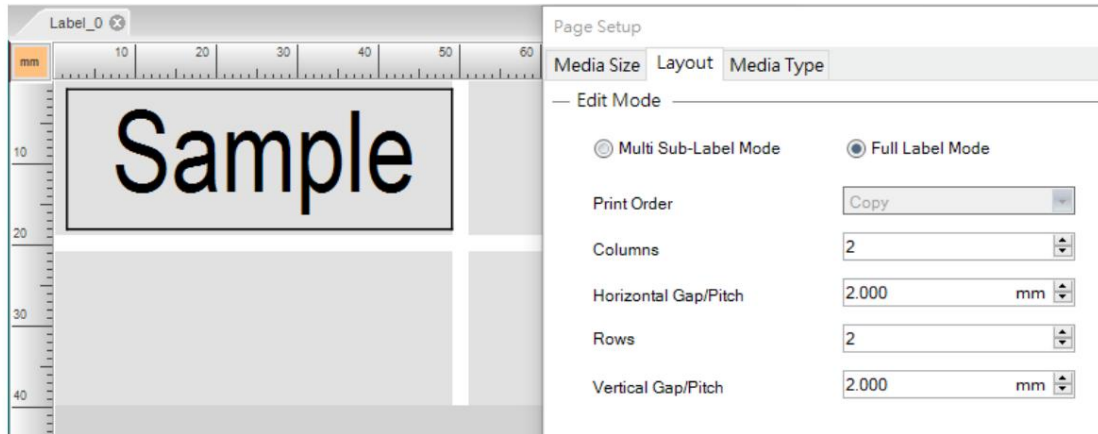 Label_0
mm
10 20 30 40 50 60
10
20
30
40
Sample
Page Setup
Media Size Layout Media Type
Edit Mode
Multi Sub-Label Mode Full Label Mode
Print Order Copy
Columns 2
Horizontal Gap/Pitch 2.000 mm
Rows 2
Vertical Gap/Pitch 2.000 mm